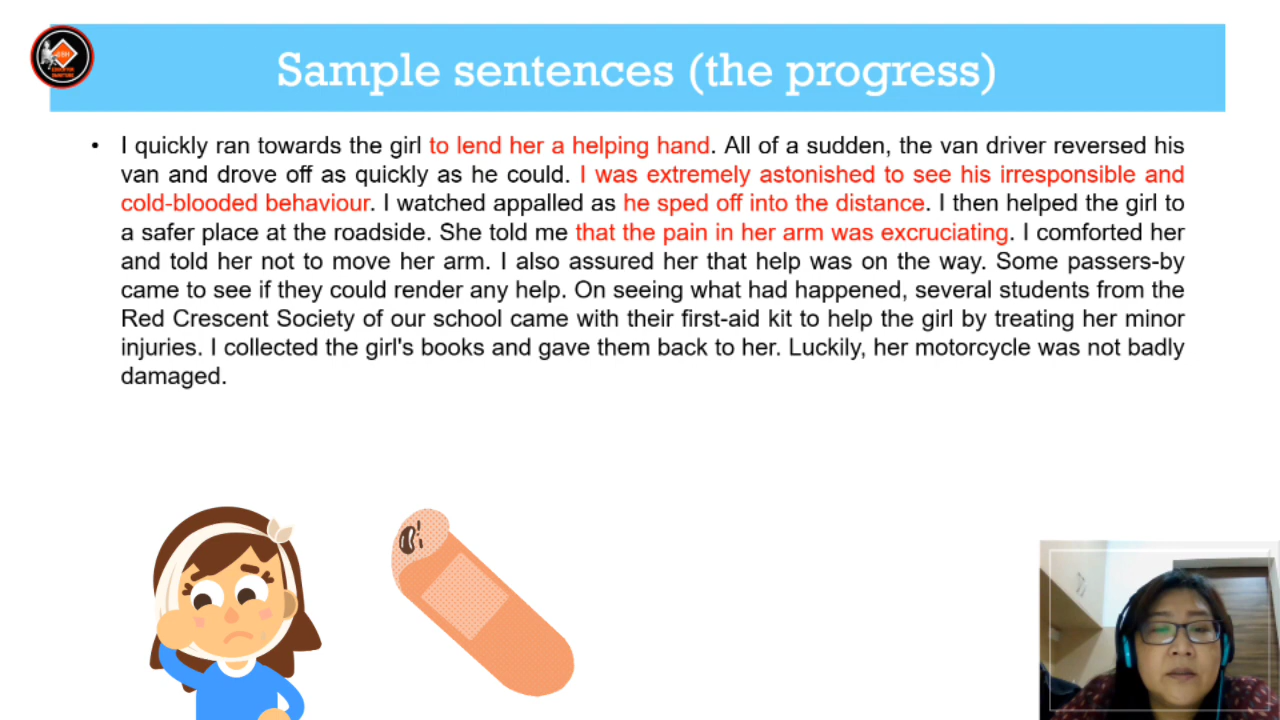 Sample sentences (the progress)
• I quickly ran towards the girl to lend her a helping hand. All of a sudden, the van driver reversed his
van and drove off as quickly as he could. I was extremely astonished to see his irresponsible and
cold-blooded behaviour. I watched appalled as he sped off into the distance. I then helped the girl to
a safer place at the roadside. She told me that the pain in her arm was excruciating. I comforted her
and told her not to move her arm. I also assured her that help was on the way. Some passers-by
came to see if they could render any help. On seeing what had happened, several students from the
Red Crescent Society of our school came with their first-aid kit to help the girl by treating her minor
injuries. I collected the girl's books and gave them back to her. Luckily, her motorcycle was not badly
damaged.